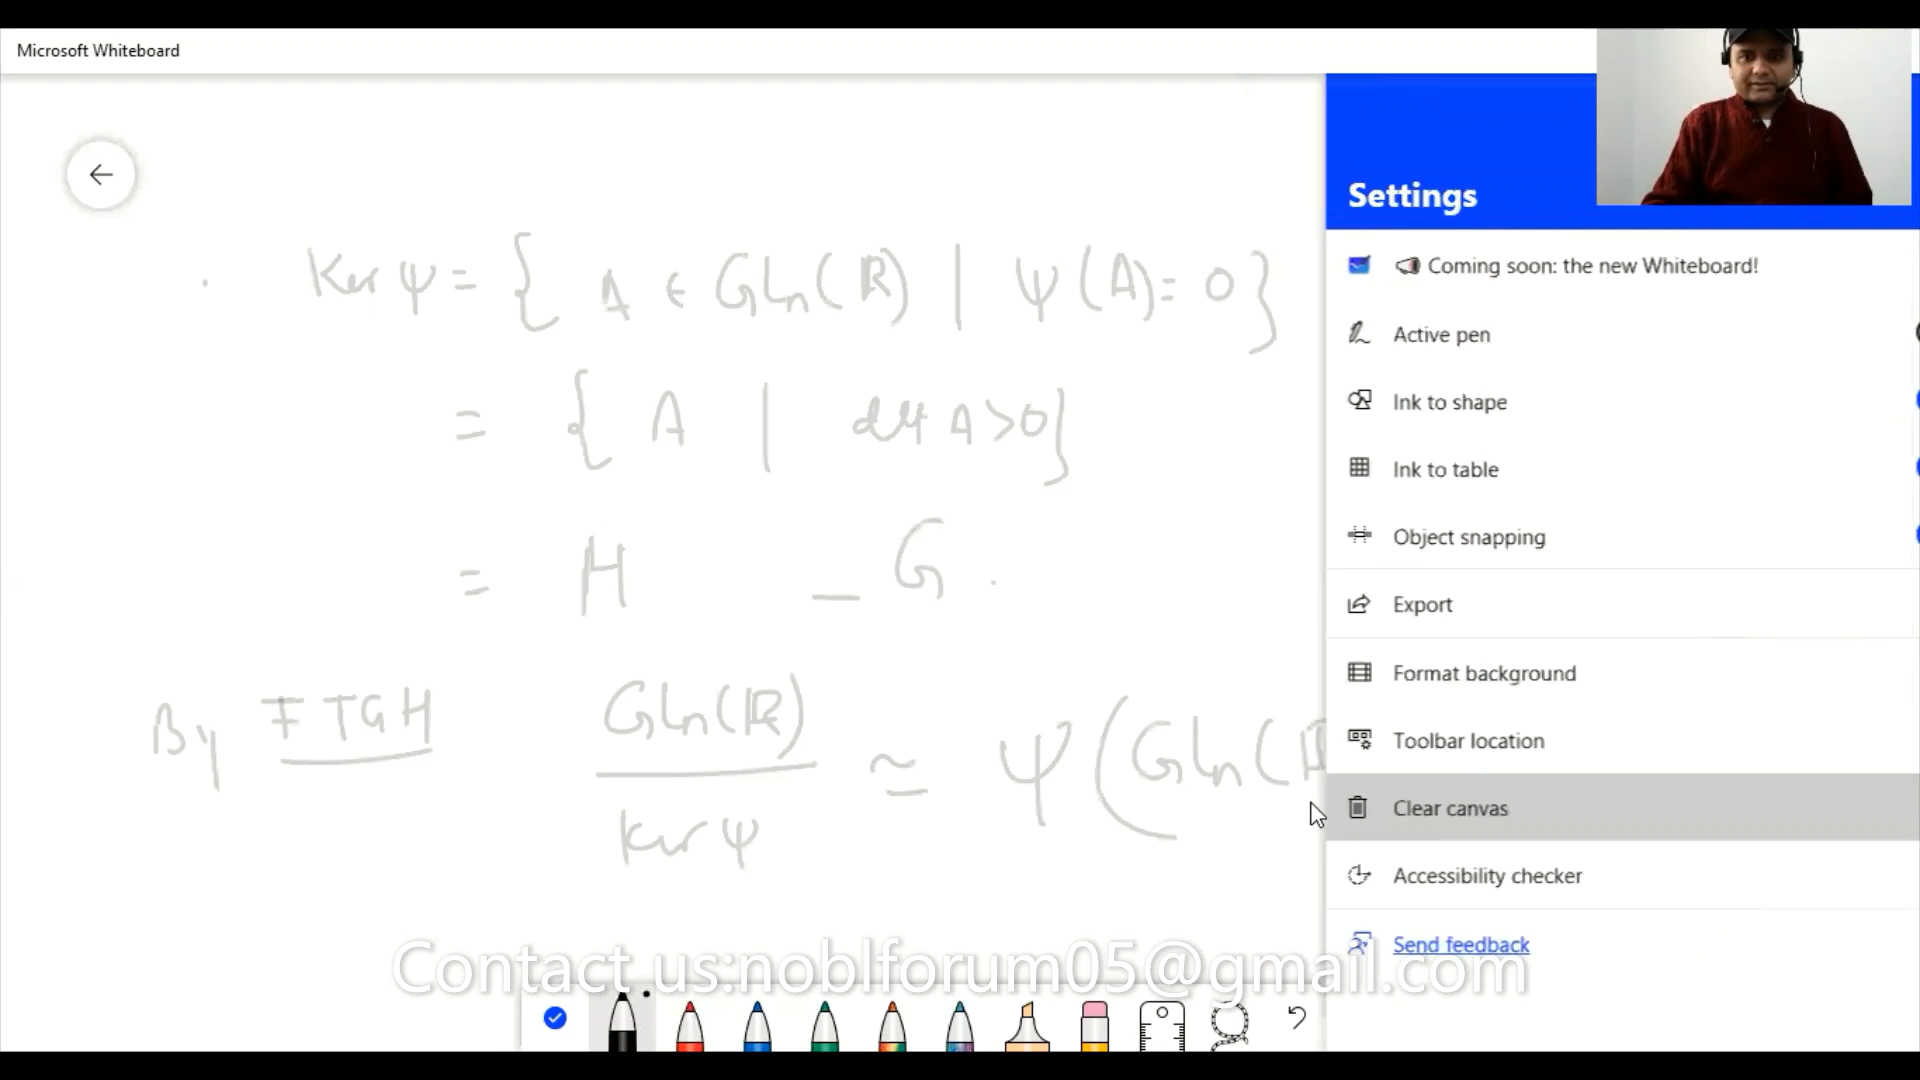 Microsoft Whiteboard
Ker ψ = { A ∈ GLn(ℝ) | ψ(A) = 0 }
= { A | det A > 0 }
= H _ G .
By FTGH GLn(ℝ) / Ker ψ ≃ ψ(GLn(ℝ
Settings
Coming soon: the new Whiteboard!
Active pen
Ink to shape
Ink to table
Object snapping
Export
Format background
Toolbar location
Clear canvas
Accessibility checker
Send feedback
Contact us:noblforum05@gmail.com